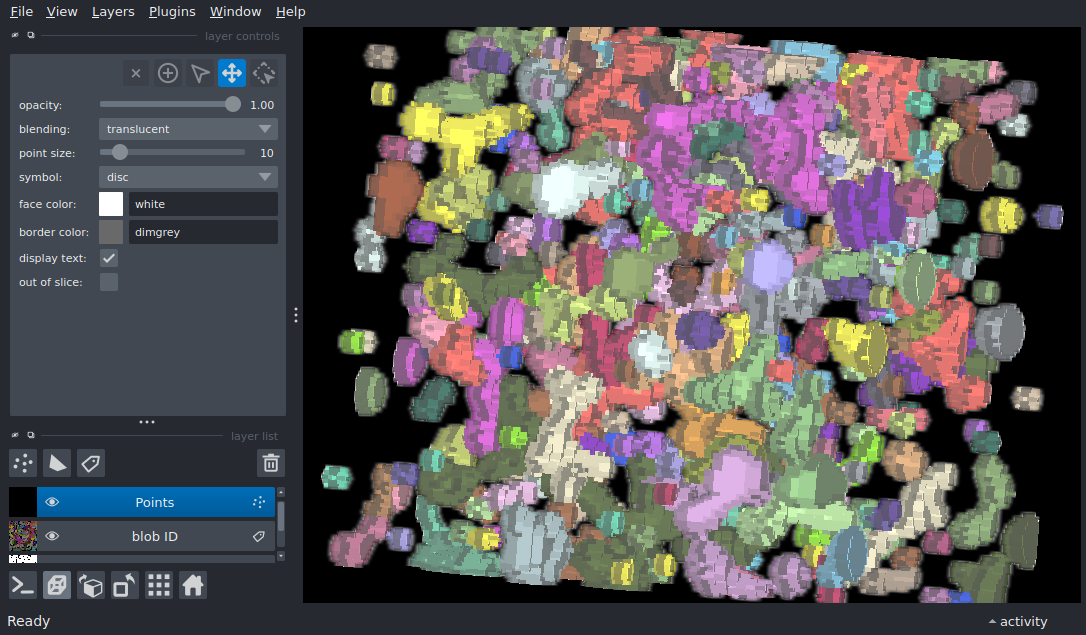 File View Layers Plugins Window Help
layer controls
opacity: 1.00
blending: translucent
point size: 10
symbol: disc
face color: white
border color: dimgrey
display text:
out of slice:
layer list
Points
blob ID
Ready
activity